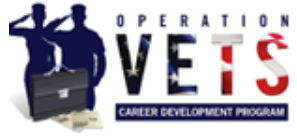 OPERATION
VETS
CAREER DEVELOPMENT PROGRAM